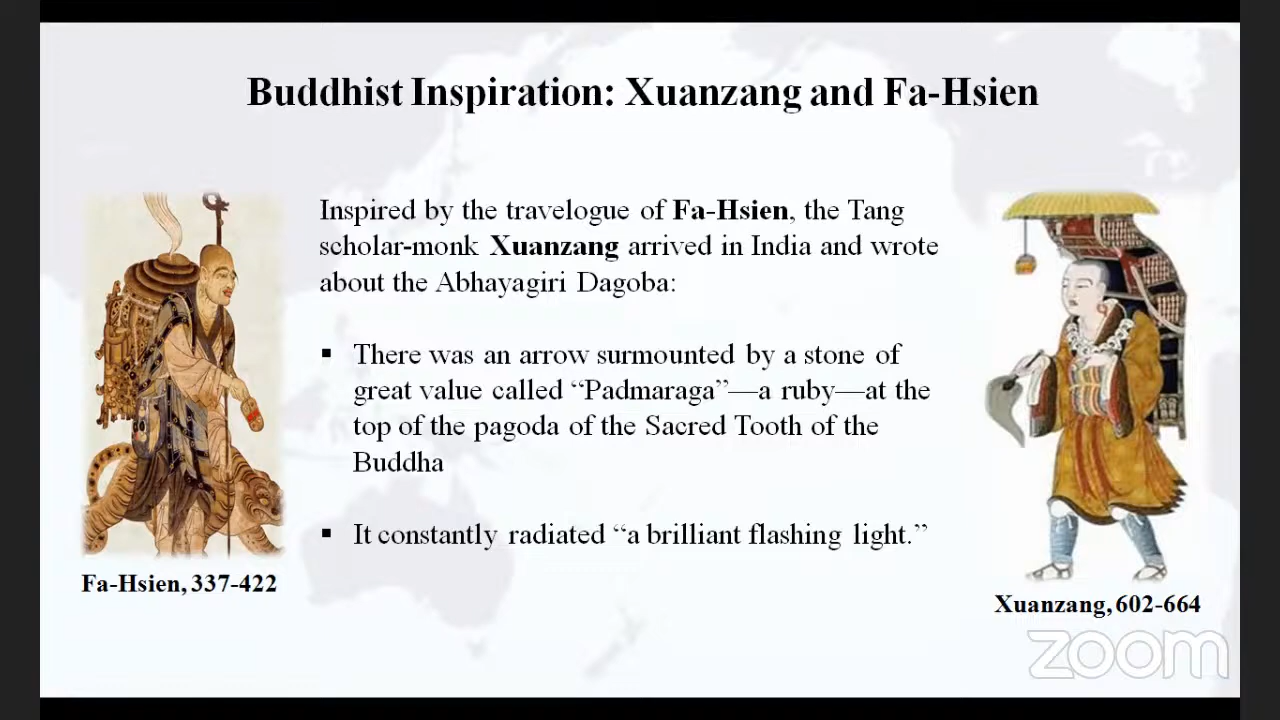 Buddhist Inspiration: Xuanzang and Fa-Hsien
Inspired by the travelogue of Fa-Hsien, the Tang
scholar-monk Xuanzang arrived in India and wrote
about the Abhayagiri Dagoba:
▪ There was an arrow surmounted by a stone of
great value called “Padmaraga”—a ruby—at the
top of the pagoda of the Sacred Tooth of the
Buddha
▪ It constantly radiated “a brilliant flashing light.”
Fa-Hsien, 337-422
Xuanzang, 602-664
zoom